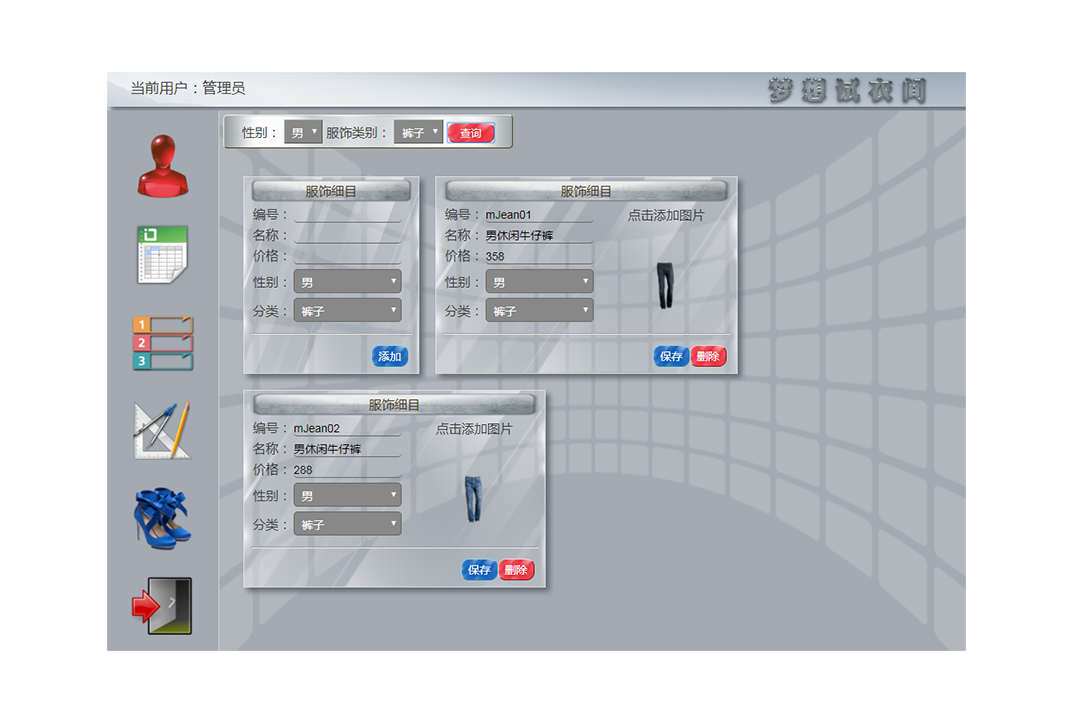 当前用户：管理员
梦想试衣间
性别： 男 服饰类别： 裤子 查询
服饰细目
编号：
名称：
价格：
性别： 男
分类： 裤子
添加
服饰细目
编号： mJean01 点击添加图片
名称： 男休闲牛仔裤
价格： 358
性别： 男
分类： 裤子
保存 删除
服饰细目
编号： mJean02 点击添加图片
名称： 男休闲牛仔裤
价格： 288
性别： 男
分类： 裤子
保存 删除
1
2
3